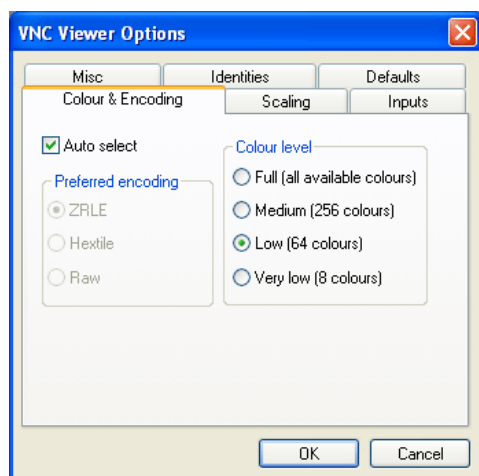 VNC Viewer Options
Misc Identities Defaults
Colour & Encoding Scaling Inputs
Auto select
Preferred encoding
ZRLE
Hextile
Raw
Colour level
Full (all available colours)
Medium (256 colours)
Low (64 colours)
Very low (8 colours)
OK Cancel